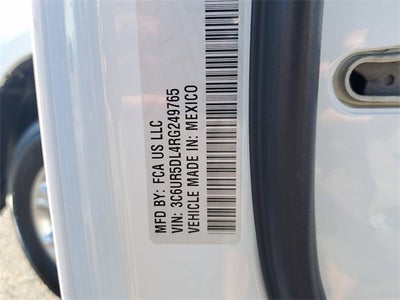 MFD BY: FCA US LLC
VIN: 3C6UR5DL4RG249765
VEHICLE MADE IN: MEXICO